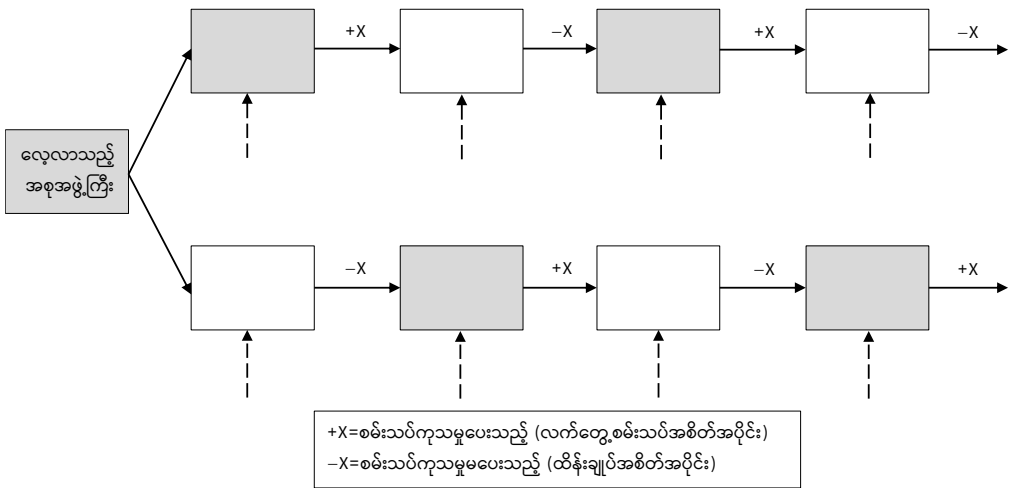 +X −X +X −X
လေ့လာသည့်
အစုအဖွဲ့ကြီး
−X +X −X +X
+X=စမ်းသပ်ကုသမှုပေးသည့် (လက်တွေ့စမ်းသပ်အစိတ်အပိုင်း)
−X=စမ်းသပ်ကုသမှုမပေးသည့် (ထိန်းချုပ်အစိတ်အပိုင်း)